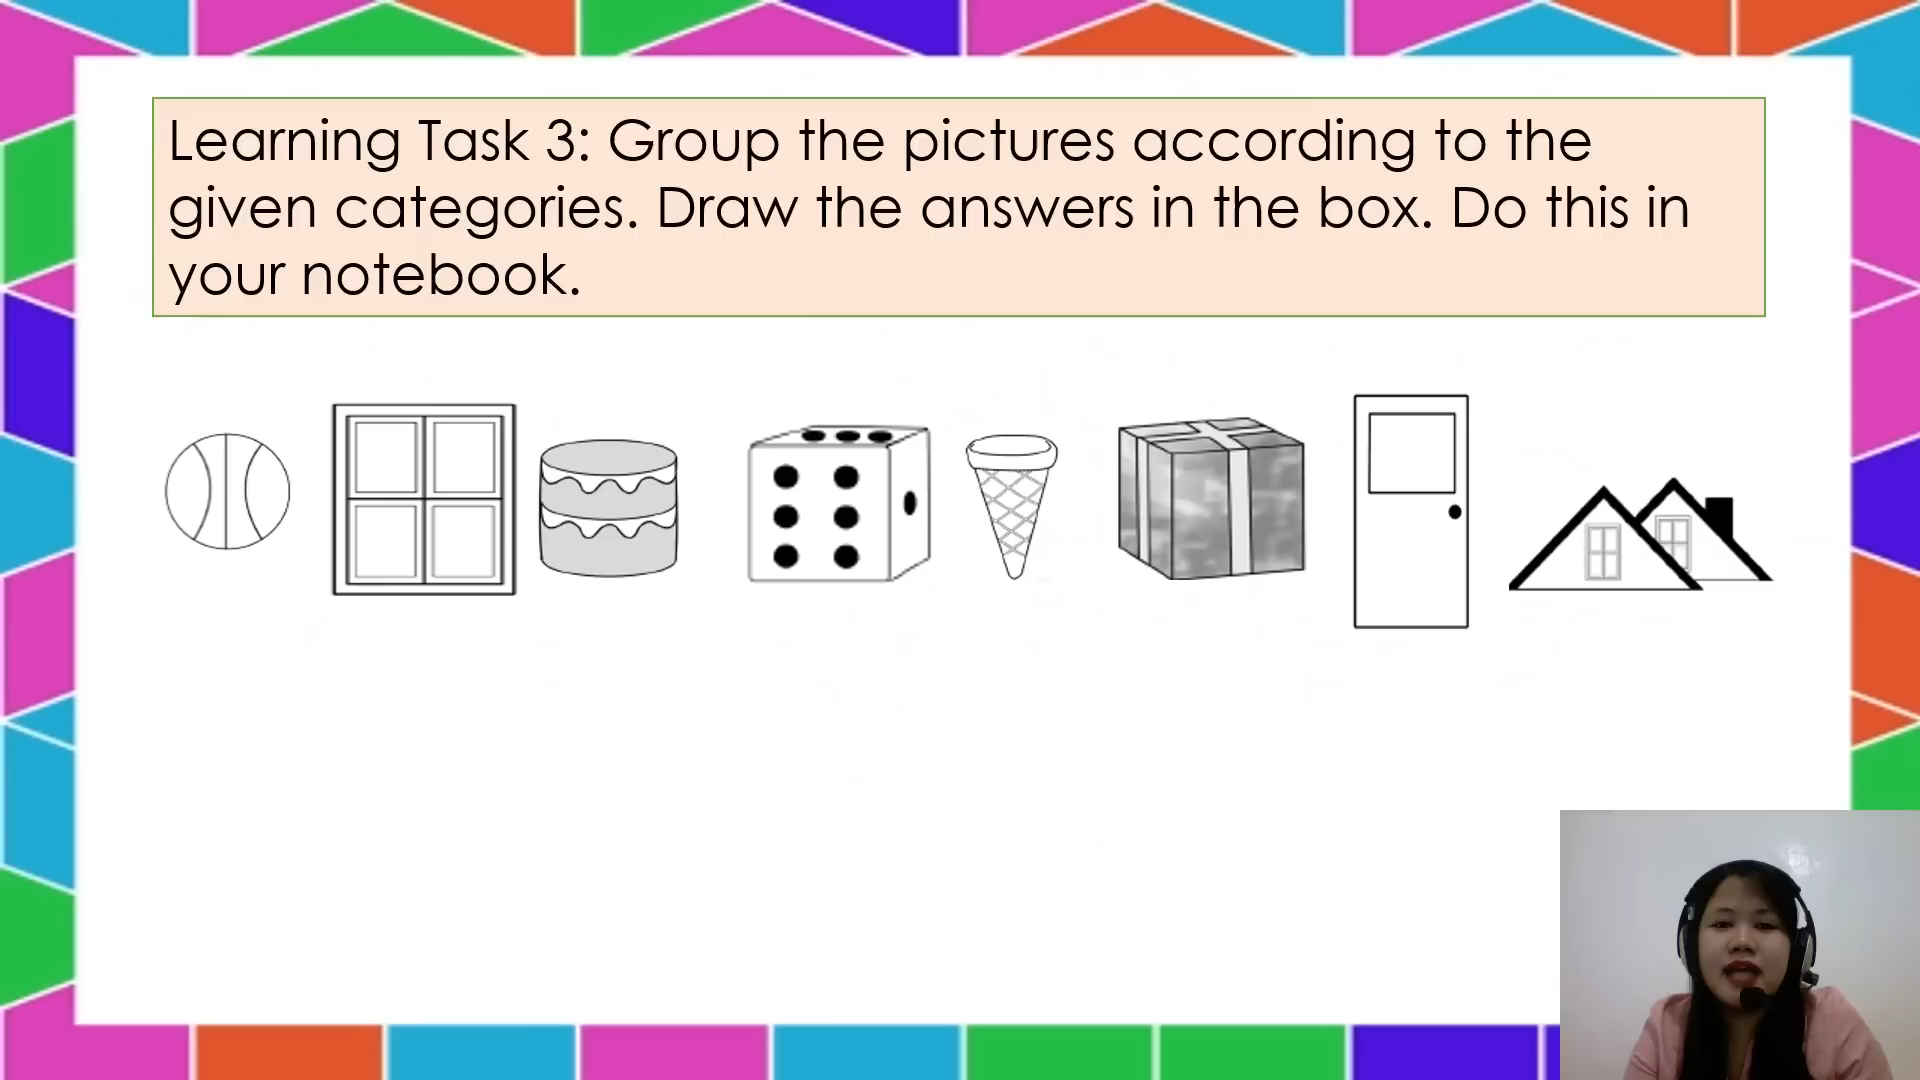 Learning Task 3: Group the pictures according to the
given categories. Draw the answers in the box. Do this in
your notebook.